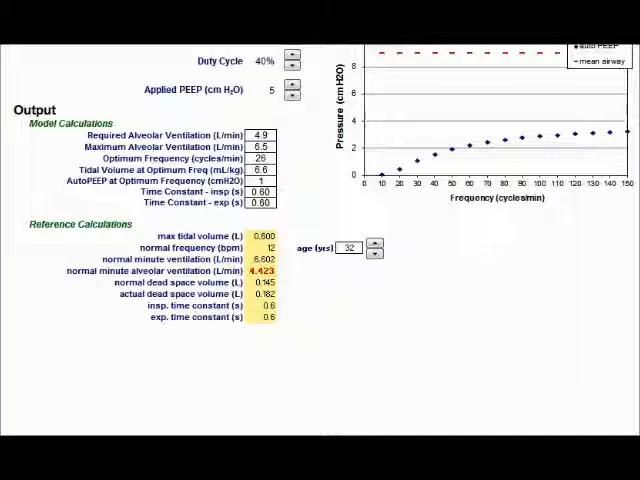 Duty Cycle 40%
Applied PEEP (cm H2O) 5
Output
Model Calculations
Required Alveolar Ventilation (L/min) 4.9
Maximum Alveolar Ventilation (L/min) 6.5
Optimum Frequency (cycles/min) 26
Tidal Volume at Optimum Freq (mL/kg) 6.6
AutoPEEP at Optimum Frequency (cmH2O) 1
Time Constant - insp (s) 0.60
Time Constant - exp (s) 0.60
Reference Calculations
max tidal volume (L) 0.600
normal frequency (bpm) 12
normal minute ventilation (L/min) 6.602
normal minute alveolar ventilation (L/min) 4.423
normal dead space volume (L) 0.145
actual dead space volume (L) 0.182
insp. time constant (s) 0.6
exp. time constant (s) 0.6
age (yrs) 32
auto PEEP
mean airway
Pressure (cmH2O)
8
6
4
2
0
0 10 20 30 40 50 60 70 80 90 100 110 120 130 140 150
Frequency (cycles/min)